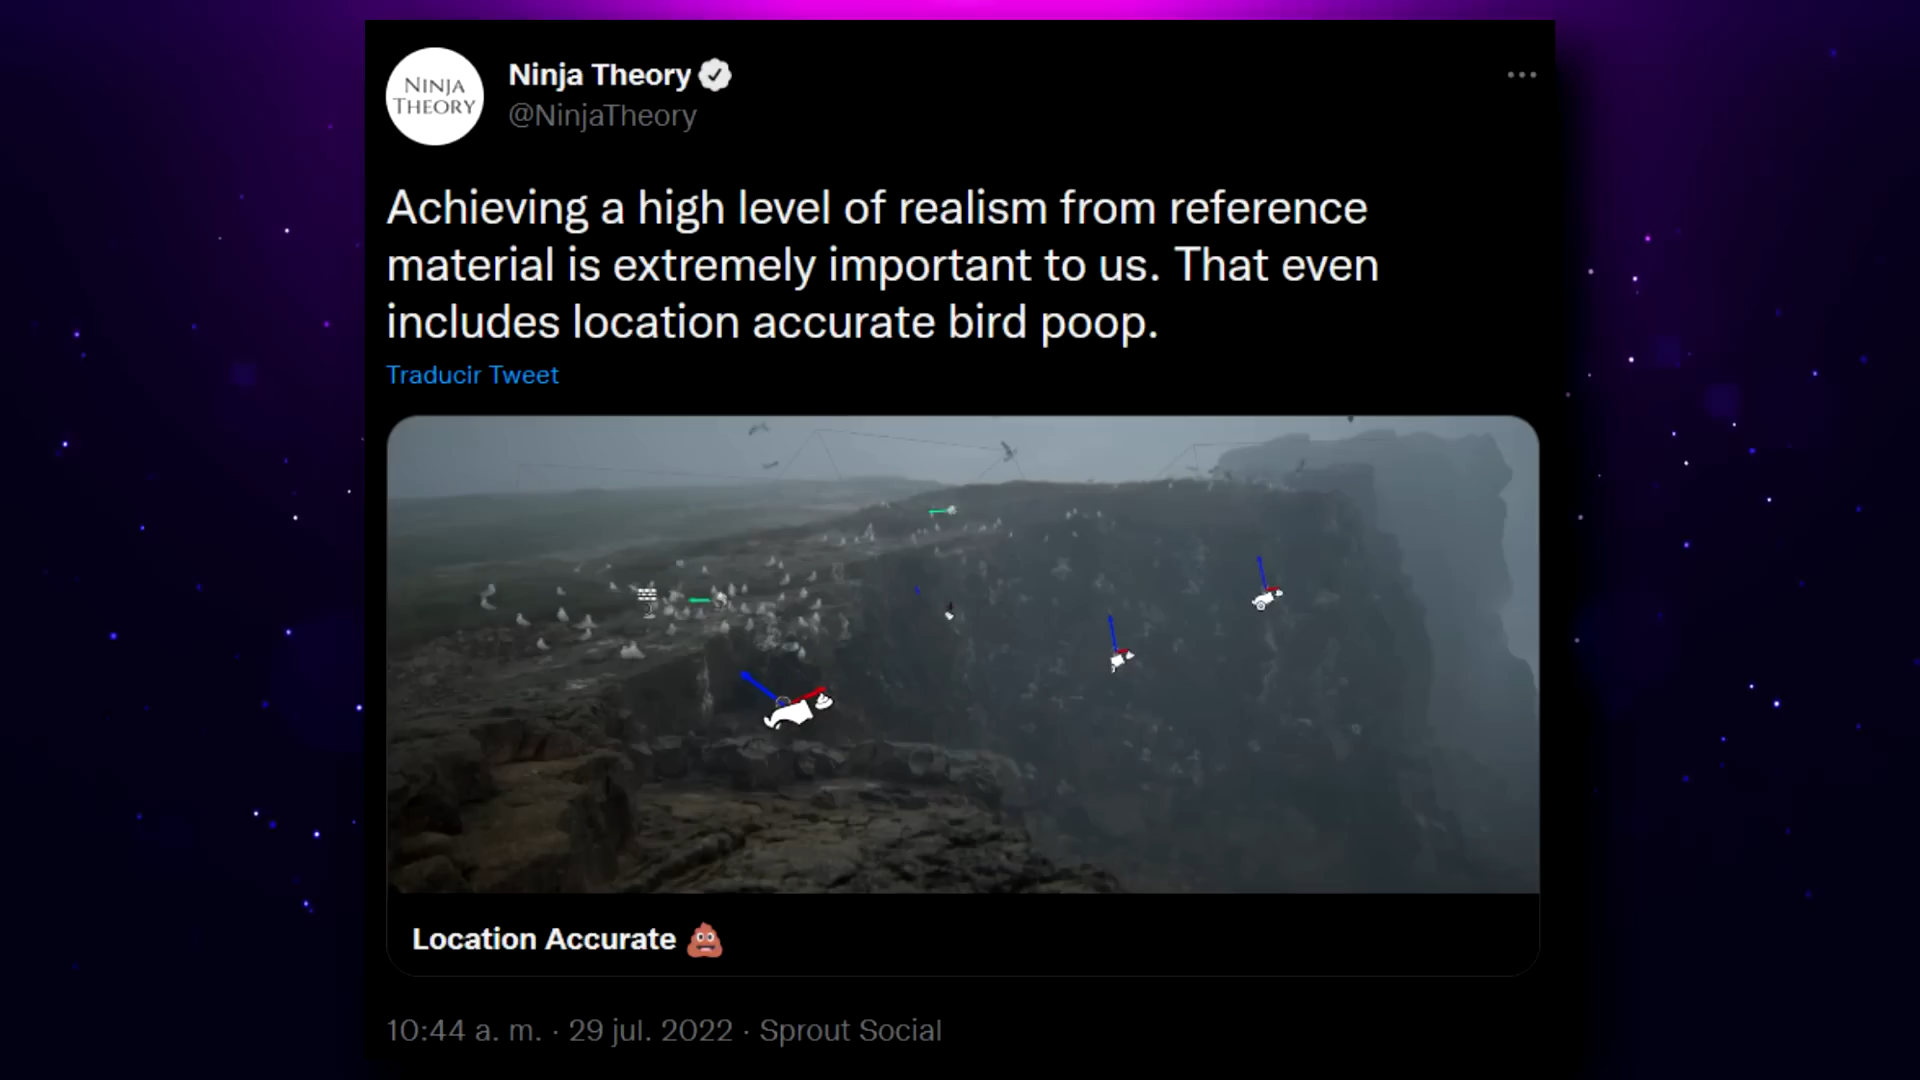 NINJA
THEORY
Ninja Theory
@NinjaTheory
Achieving a high level of realism from reference
material is extremely important to us. That even
includes location accurate bird poop.
Traducir Tweet
Location Accurate 💩
10:44 a. m. · 29 jul. 2022 · Sprout Social